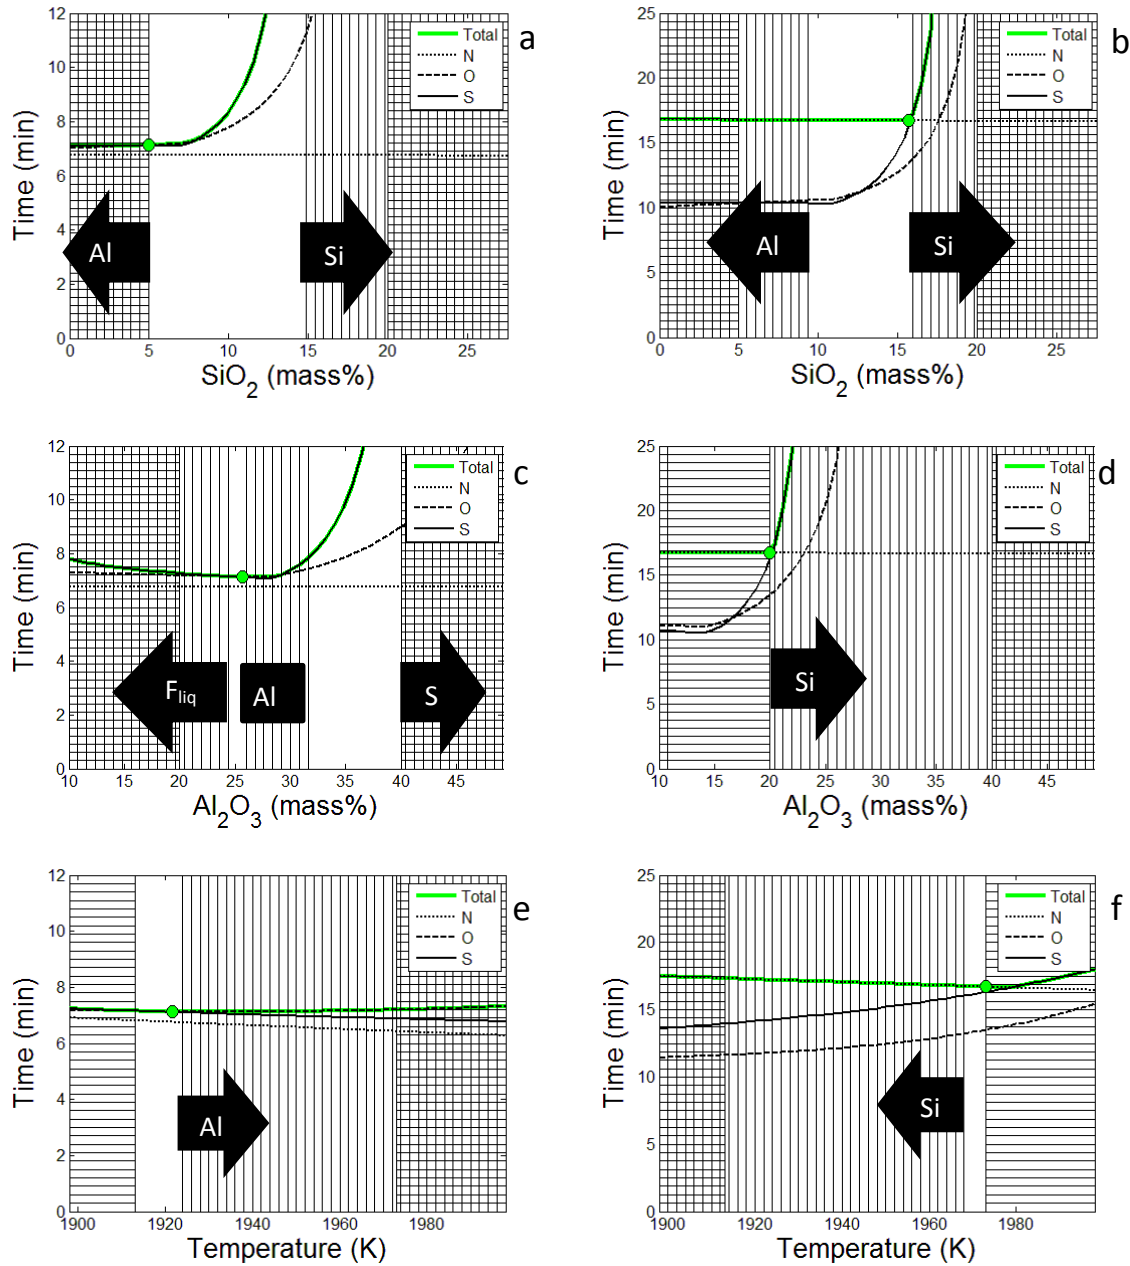 a
12
10
8
6
4
2
0
Time (min)
Total
N
O
S
Al
Si
0 5 10 15 20 25
SiO2 (mass%)
b
25
20
15
10
5
0
Time (min)
Total
N
O
S
Al
Si
0 5 10 15 20 25
SiO2 (mass%)
c
12
10
8
6
4
2
0
Time (min)
Total
N
O
S
Fliq
Al
S
10 15 20 25 30 35 40 45
Al2O3 (mass%)
d
25
20
15
10
5
0
Time (min)
Total
N
O
S
Si
10 15 20 25 30 35 40 45
Al2O3 (mass%)
e
12
10
8
6
4
2
0
Time (min)
Total
N
O
S
Al
1900 1920 1940 1960 1980
Temperature (K)
f
25
20
15
10
5
0
Time (min)
Total
N
O
S
Si
1900 1920 1940 1960 1980
Temperature (K)